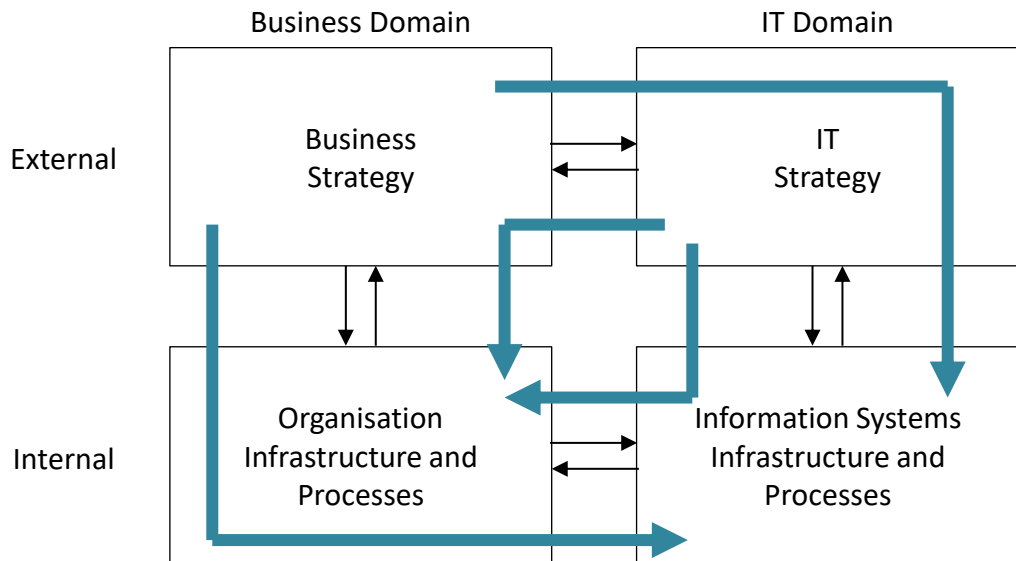 Business Domain
IT Domain
External
Business
Strategy
IT
Strategy
Internal
Organisation
Infrastructure and
Processes
Information Systems
Infrastructure and
Processes